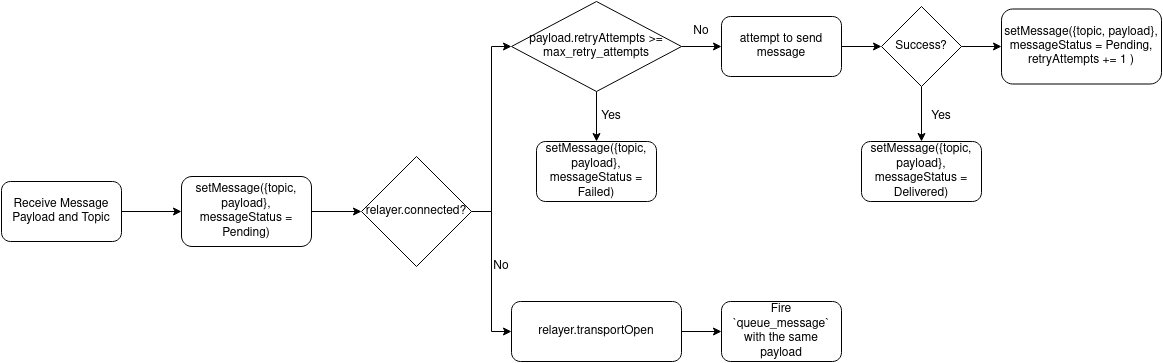 Receive Message
Payload and Topic
setMessage({topic,
payload},
messageStatus =
Pending)
relayer.connected?
payload.retryAttempts >=
max_retry_attempts
No
Yes
attempt to send
message
Success?
Yes
setMessage({topic, payload},
messageStatus = Pending,
retryAttempts += 1 )
setMessage({topic,
payload},
messageStatus =
Failed)
setMessage({topic,
payload},
messageStatus =
Delivered)
No
relayer.transportOpen
Fire
`queue_message`
with the same
payload